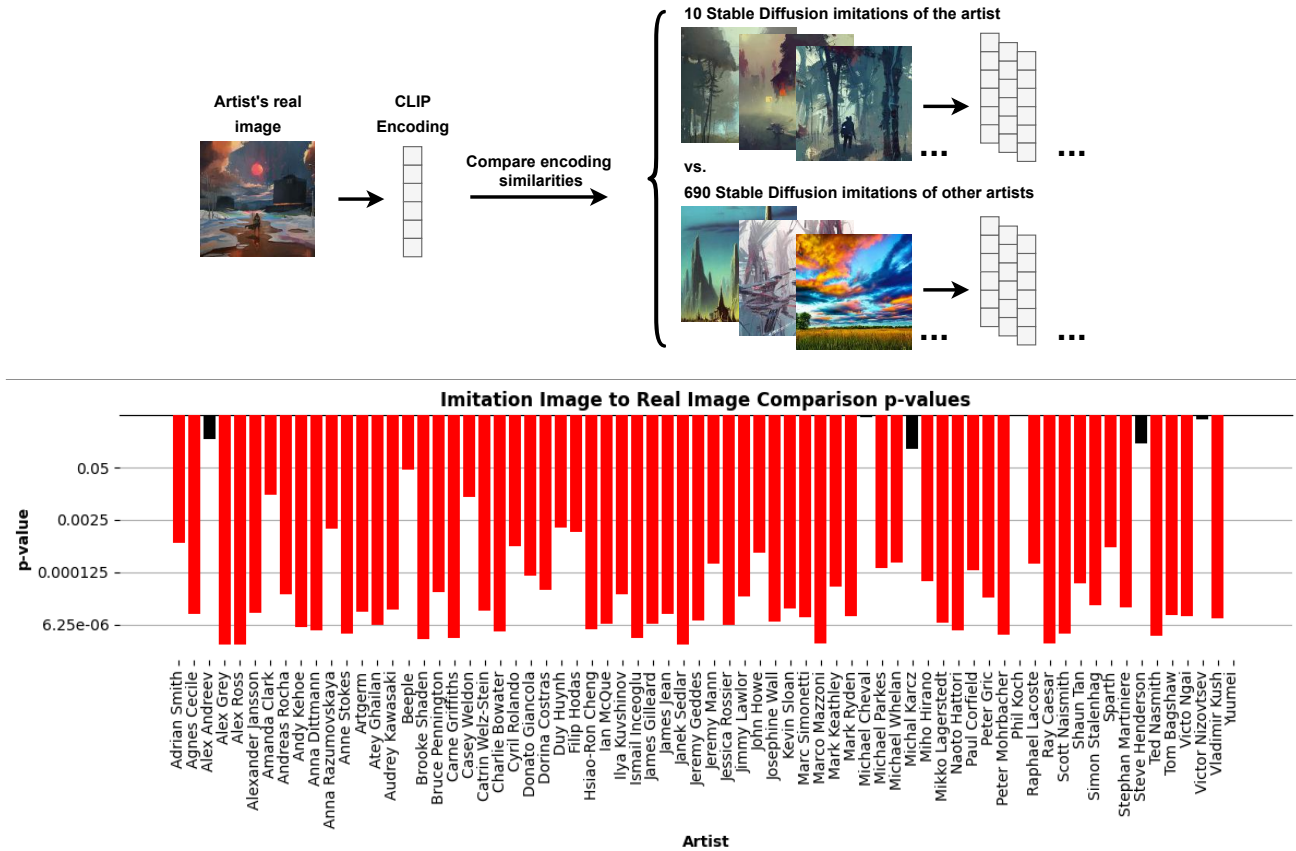 10 Stable Diffusion imitations of the artist
Artist's real
image
CLIP
Encoding
Compare encoding
similarities
...
...
vs.
690 Stable Diffusion imitations of other artists
...
...
Imitation Image to Real Image Comparison p-values
p-value
0.05
0.0025
0.000125
6.25e-06
Adrian Smith
Agnes Cecile
Alex Andreev
Alex Grey
Alex Ross
Alexander Jansson
Amanda Clark
Andreas Rocha
Andy Kehoe
Anna Dittmann
Anna Razumovskaya
Anne Stokes
Artgerm
Atey Ghailan
Audrey Kawasaki
Beeple
Brooke Shaden
Bruce Pennington
Carne Griffiths
Casey Weldon
Catrin Welz-Stein
Charlie Bowater
Cyril Rolando
Donato Giancola
Dorina Costras
Duy Huynh
Filip Hodas
Hsiao-Ron Cheng
Ian McQue
Ilya Kuvshinov
Ismail Inceoglu
James Gilleard
James Jean
Janek Sedlar
Jeremy Geddes
Jeremy Mann
Jessica Rossier
Jimmy Lawlor
John Howe
Josephine Wall
Kevin Sloan
Marc Simonetti
Marco Mazzoni
Mark Keathley
Mark Ryden
Michael Cheval
Michael Parkes
Michael Whelan
Michal Karcz
Miho Hirano
Mikko Lagerstedt
Naoto Hattori
Paul Corfield
Peter Gric
Peter Mohrbacher
Phil Koch
Raphael Lacoste
Ray Caesar
Scott Naismith
Shaun Tan
Simon Stalenhag
Sparth
Stephan Martiniere
Steve Henderson
Ted Nasmith
Tom Bagshaw
Victo Ngai
Victor Nizovtsev
Vladimir Kush
Yuumei
Artist